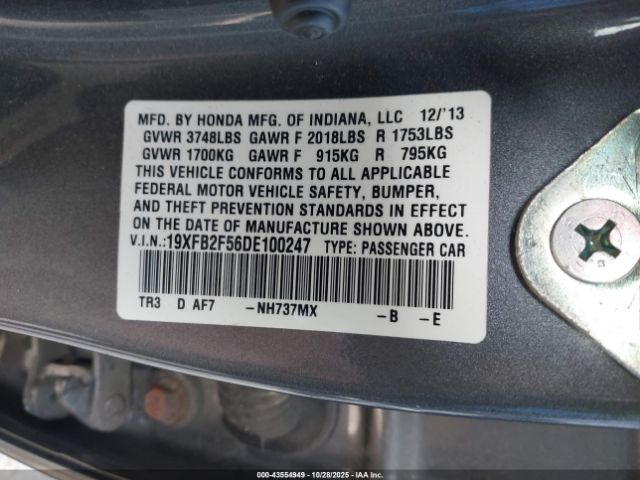 MFD. BY HONDA MFG. OF INDIANA, LLC 12/'13
GVWR 3748LBS GAWR F 2018LBS R 1753LBS
GVWR 1700KG GAWR F 915KG R 795KG
THIS VEHICLE CONFORMS TO ALL APPLICABLE
FEDERAL MOTOR VEHICLE SAFETY, BUMPER,
AND THEFT PREVENTION STANDARDS IN EFFECT
ON THE DATE OF MANUFACTURE SHOWN ABOVE.
V.I.N.:19XFB2F56DE100247 TYPE: PASSENGER CAR
TR3 D AF7 -NH737MX -B -E
000-43554949 | 10/28/2025 | Copyright © IAA, LLC